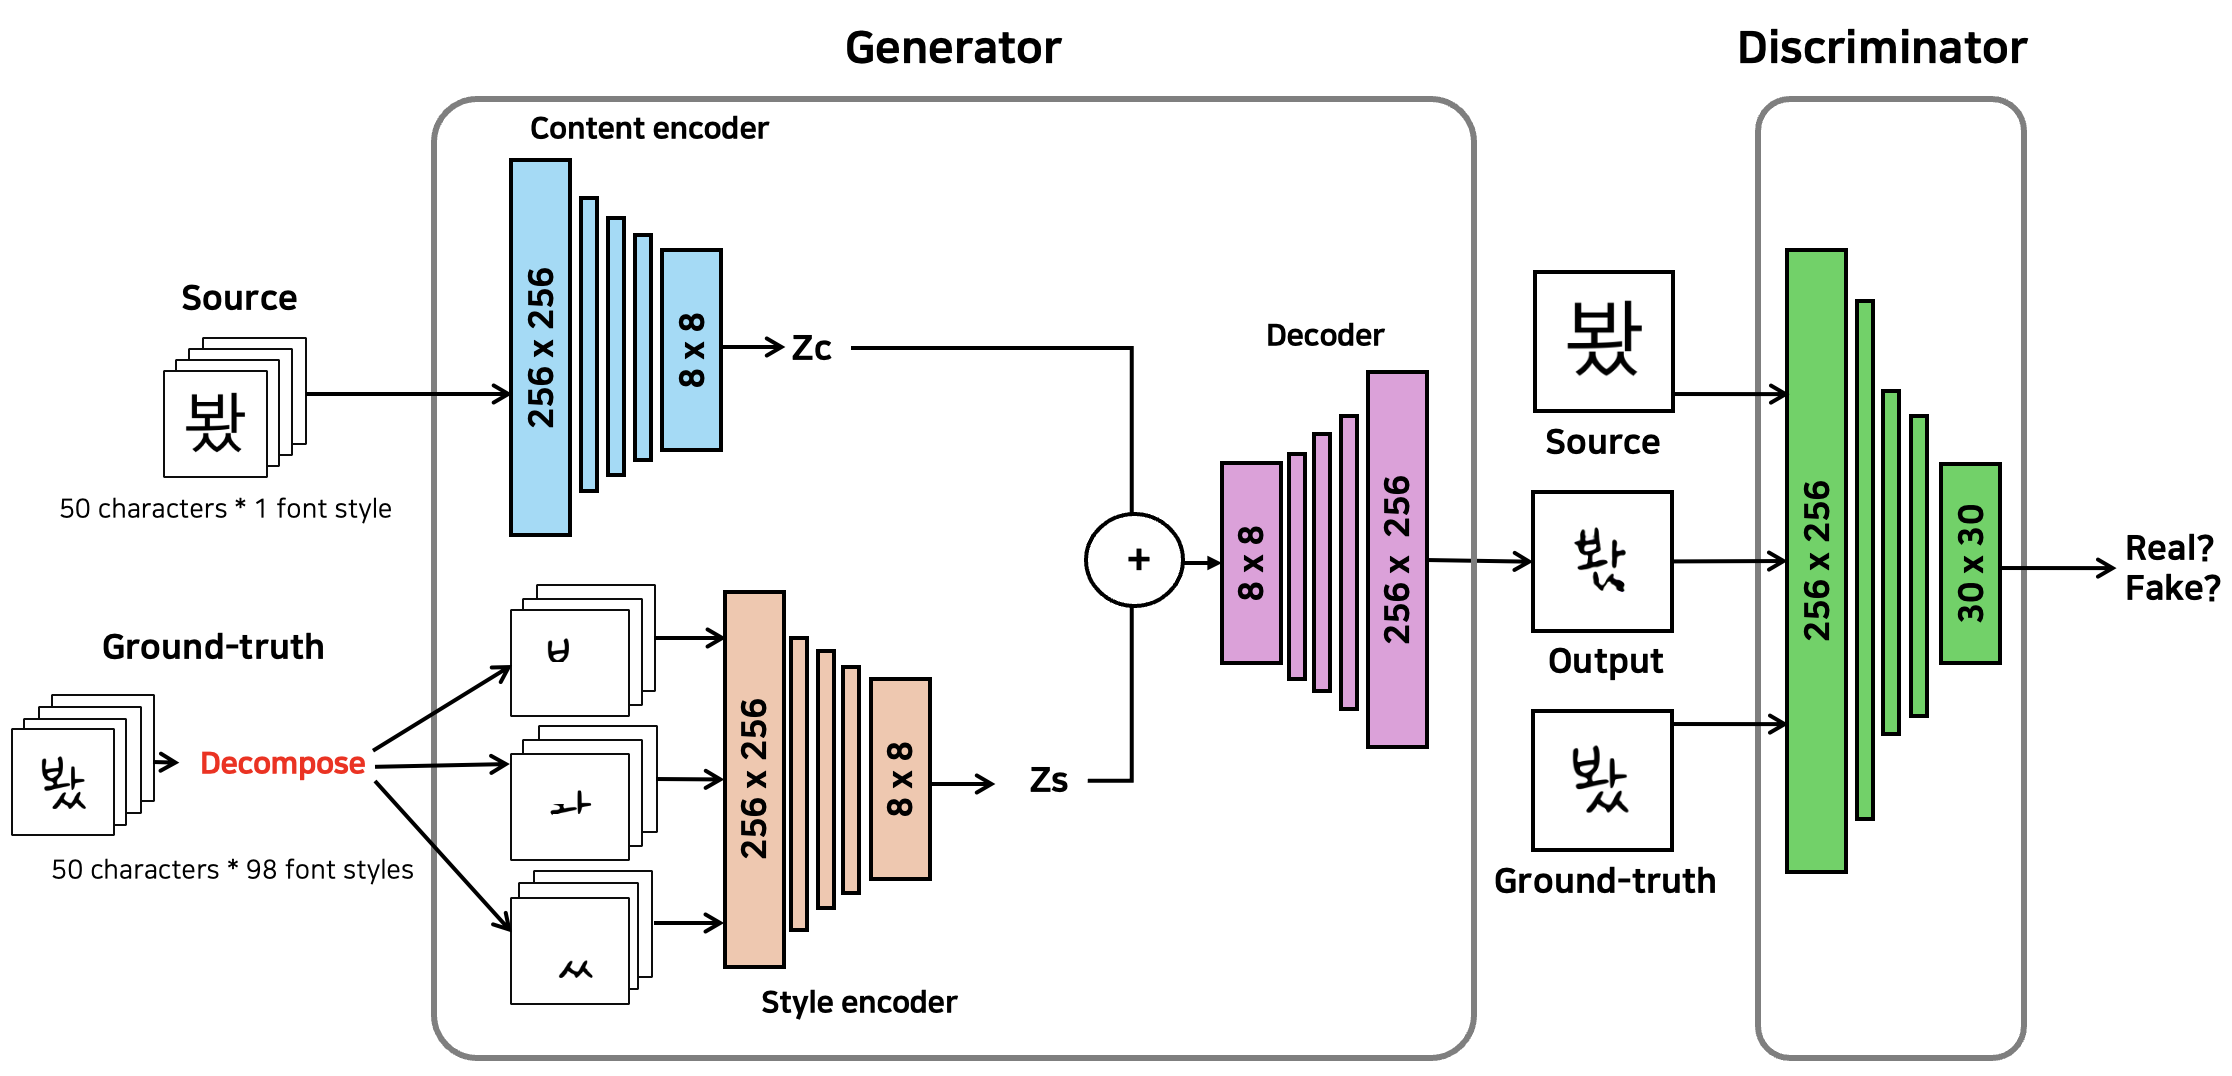 Generator
Discriminator
Content encoder
256 x 256
8 x 8
Zc
Source
봤
50 characters * 1 font style
Ground-truth
봤
Decompose
50 characters * 98 font styles
ㅂ
ㅘ
ㅆ
256 x 256
8 x 8
Style encoder
Zs
+
Decoder
8 x 8
256 x 256
봤
Source
봤
Output
봤
Ground-truth
256 x 256
30 x 30
Real?
Fake?